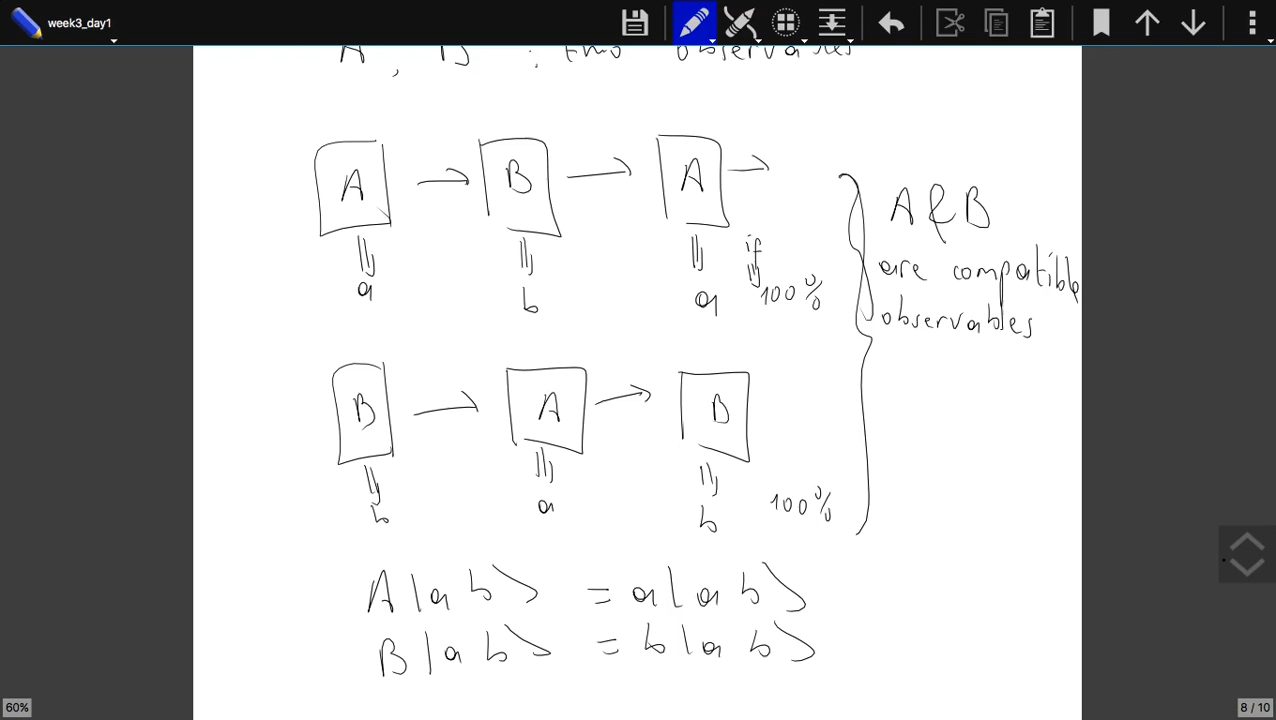 week3_day1
A, B : two observables
A → B → A →
a b a if 100%
A & B
are compatible
observables
B → A → B
b a b 100%
A|a b> = a|a b>
B|a b> = b|a b>
60%
8 / 10